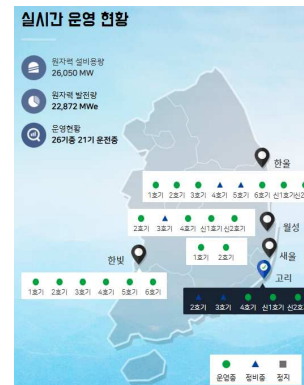 실시간 운영 현황
원자력 설비용량
26,050 MW
원자력 발전량
22,872 MWe
운영현황
26기중 21기 운전중
한울
1호기 2호기 3호기 4호기 5호기 6호기 신1호기 신2
2호기 3호기 4호기 신1호기 신2호기
월성
1호기 2호기
새울
한빛
고리
1호기 2호기 3호기 4호기 5호기 6호기
2호기 3호기 4호기 신1호기 신2호
운영중 정비중 정지